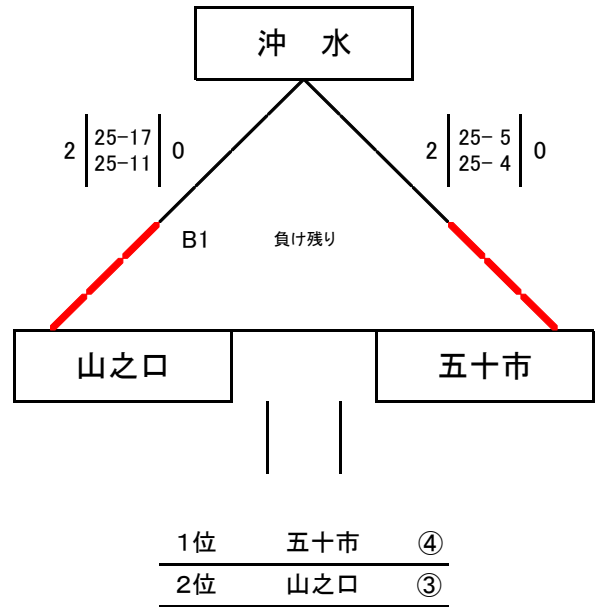 沖 水
2 25-17 0
25-11
2 25- 5 0
25- 4
B1 負け残り
山之口
五十市
1位 五十市 ④
2位 山之口 ③